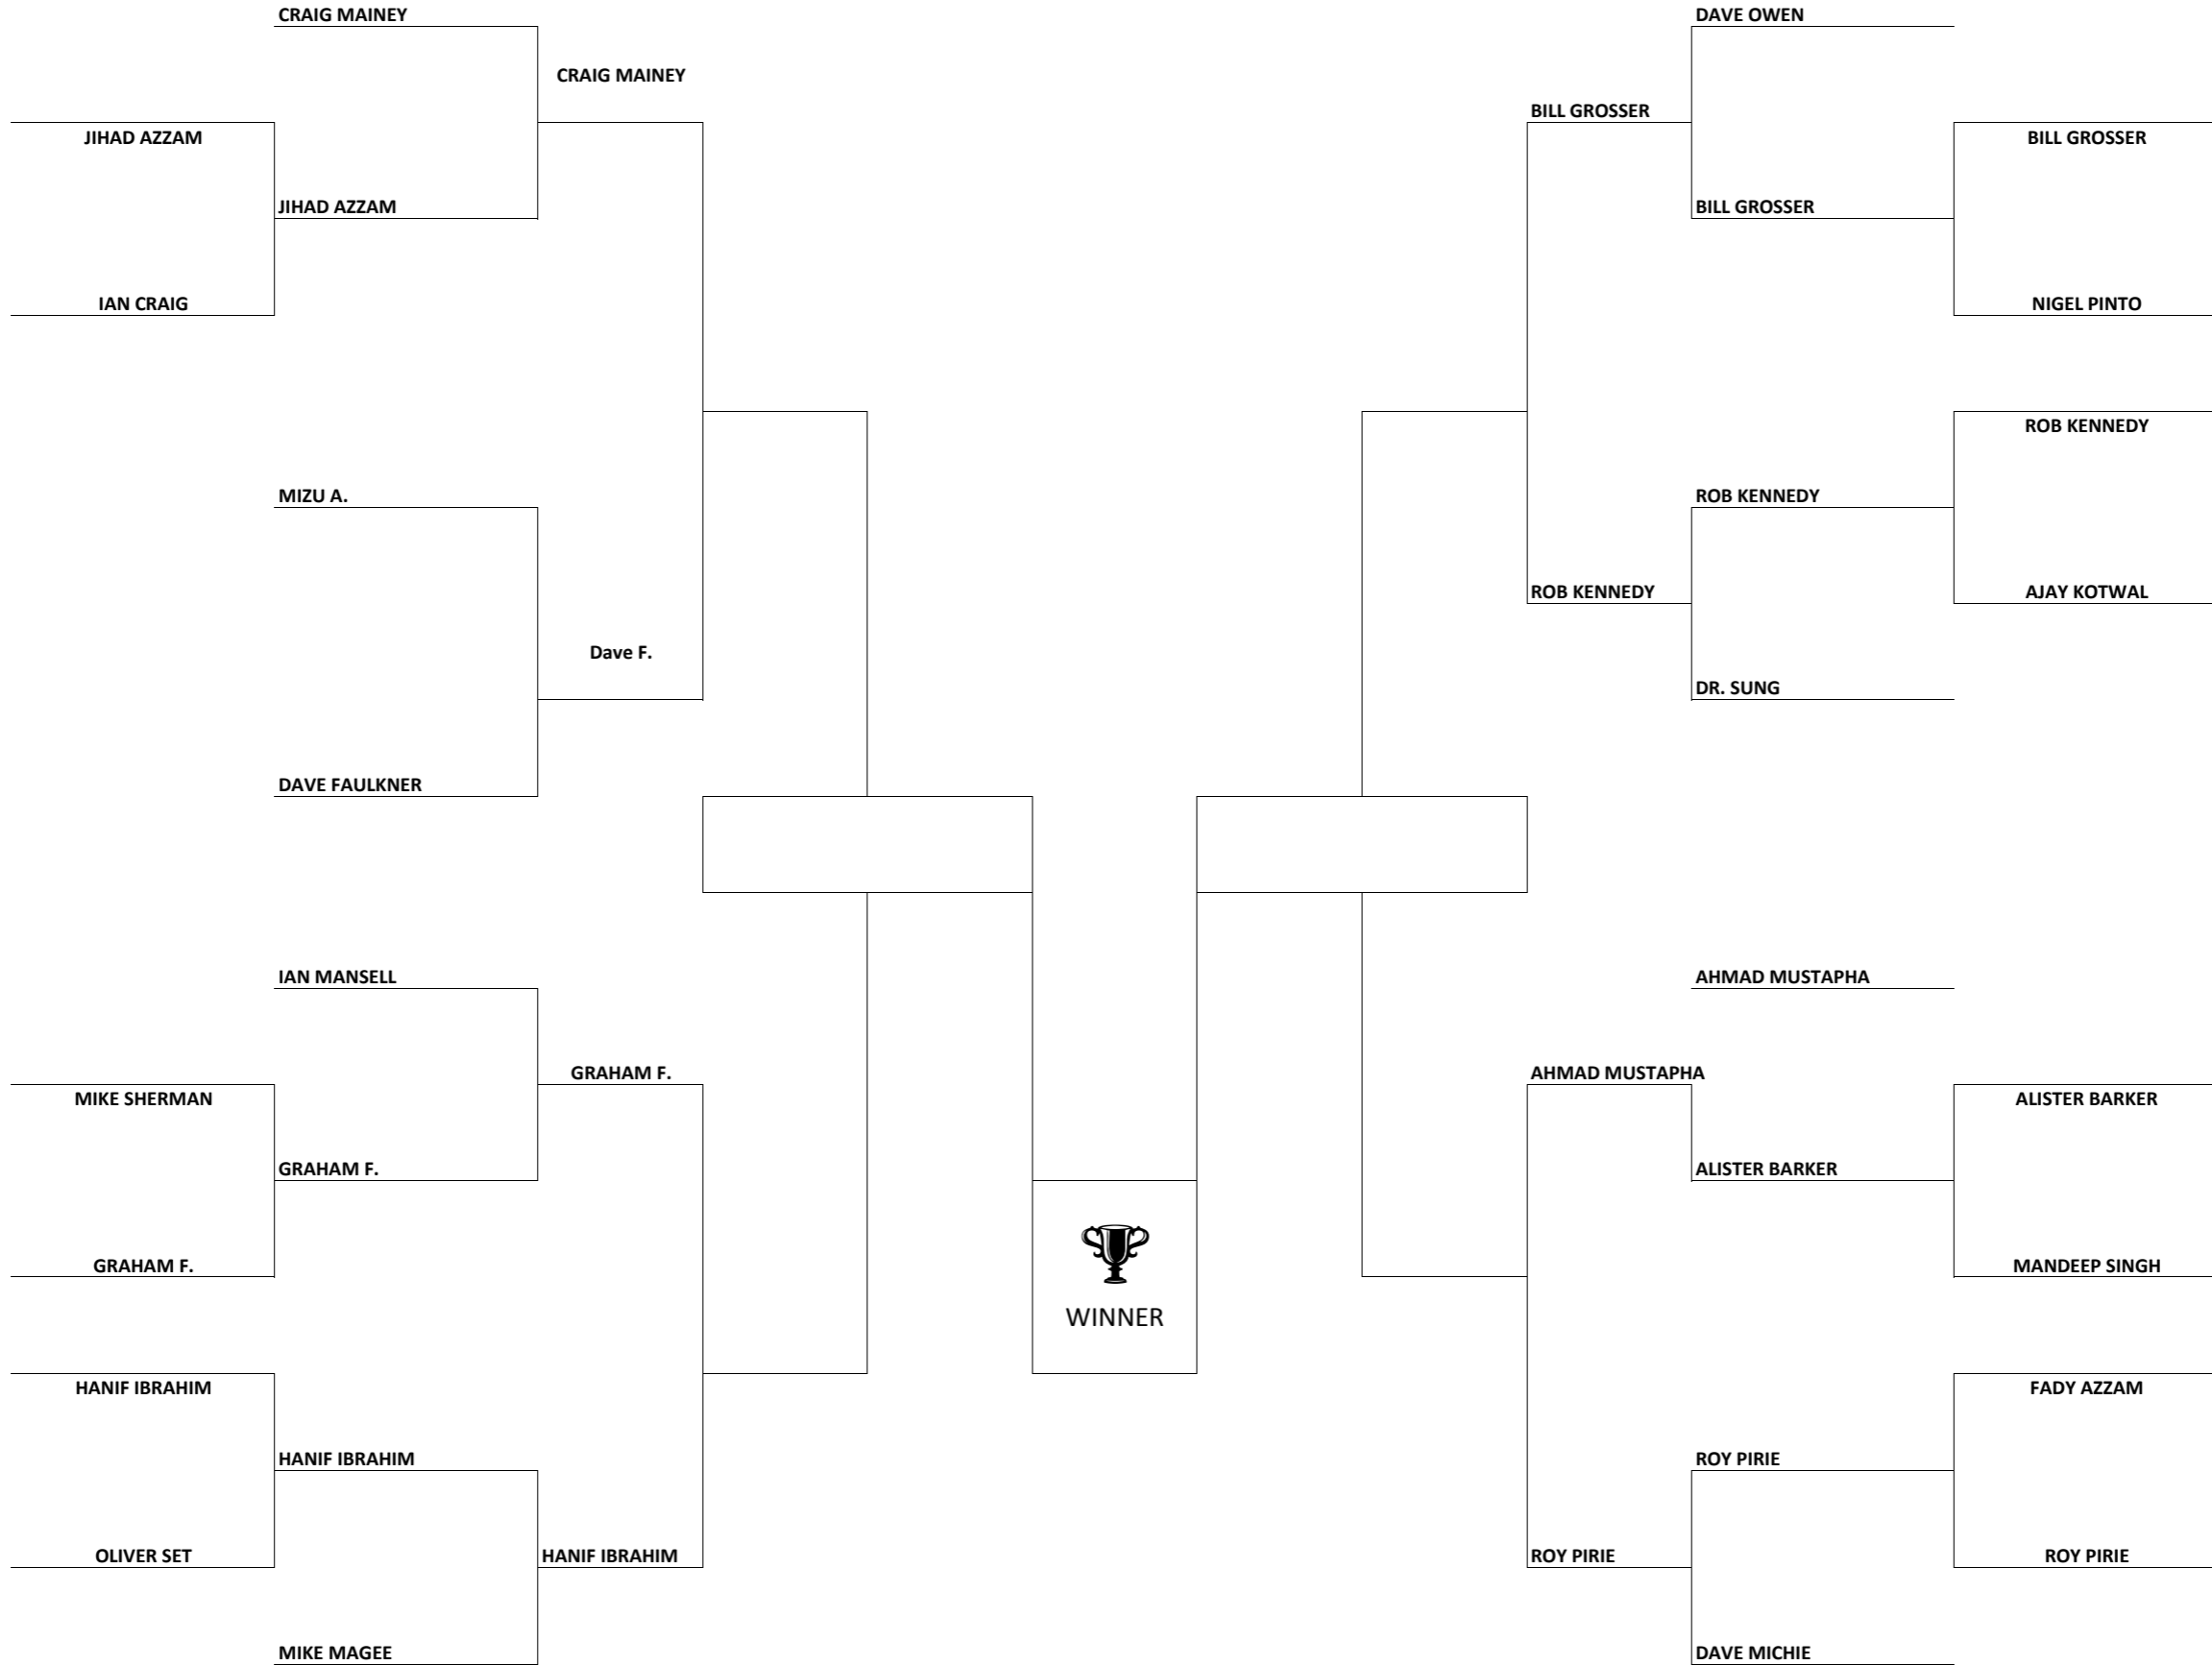 CRAIG MAINEY
DAVE OWEN
CRAIG MAINEY
BILL GROSSER
JIHAD AZZAM
BILL GROSSER
JIHAD AZZAM
BILL GROSSER
IAN CRAIG
NIGEL PINTO
ROB KENNEDY
MIZU A.
ROB KENNEDY
ROB KENNEDY
AJAY KOTWAL
Dave F.
DR. SUNG
DAVE FAULKNER
IAN MANSELL
AHMAD MUSTAPHA
GRAHAM F.
AHMAD MUSTAPHA
MIKE SHERMAN
ALISTER BARKER
GRAHAM F.
ALISTER BARKER
GRAHAM F.
MANDEEP SINGH
WINNER
HANIF IBRAHIM
FADY AZZAM
HANIF IBRAHIM
ROY PIRIE
OLIVER SET
HANIF IBRAHIM
ROY PIRIE
ROY PIRIE
MIKE MAGEE
DAVE MICHIE